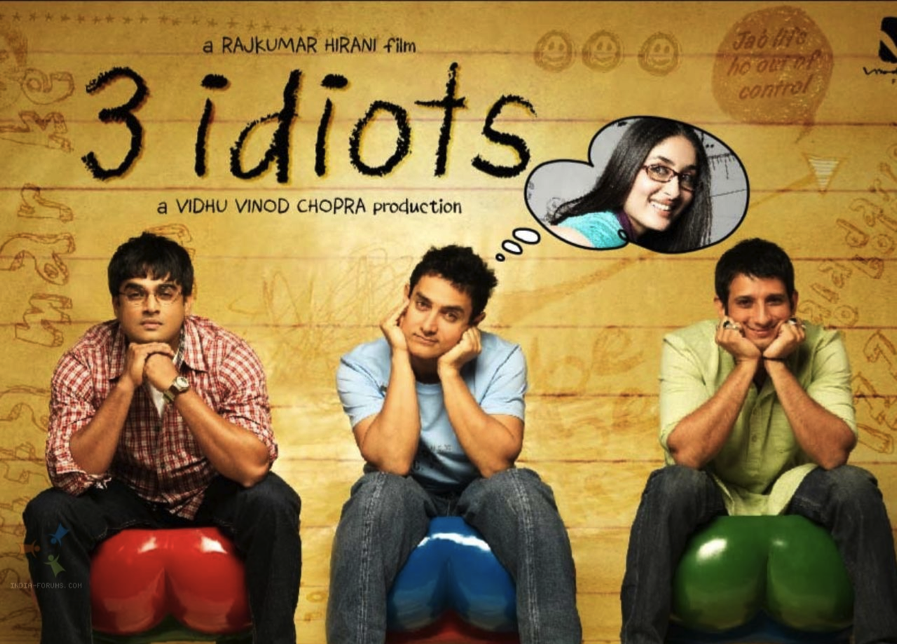 a RAJKUMAR HIRANI film
3 idiots
a VIDHU VINOD CHOPRA production
Jab life
ho out of
control
INDIA-FORUMS.COM